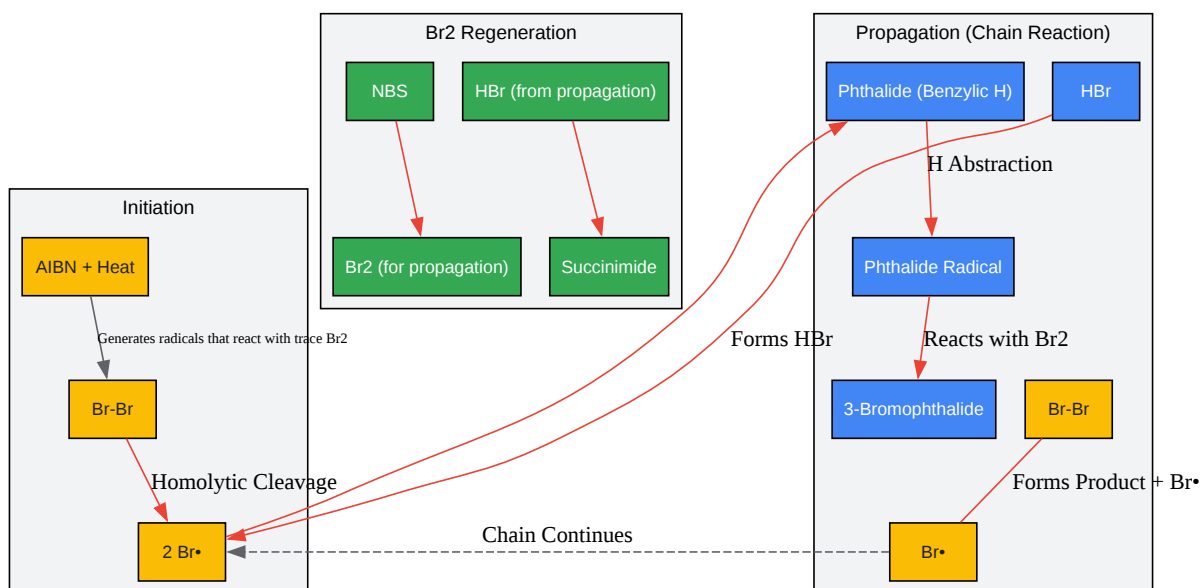 Br2 Regeneration
NBS
HBr (from propagation)
Br2 (for propagation)
Succinimide
Propagation (Chain Reaction)
Phthalide (Benzylic H)
HBr
H Abstraction
Phthalide Radical
Reacts with Br2
3-Bromophthalide
Br-Br
Forms Product + Br•
Br•
Initiation
AIBN + Heat
Generates radicals that react with trace Br2
Br-Br
Homolytic Cleavage
2 Br•
Forms HBr
Chain Continues